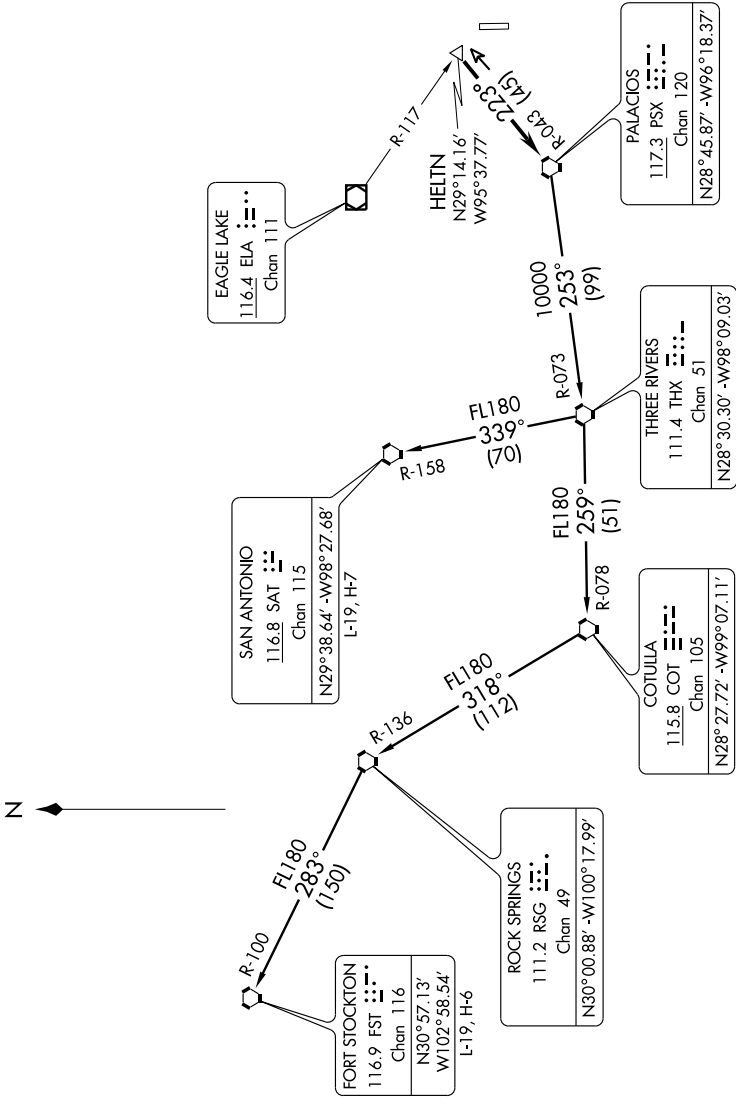 N
EAGLE LAKE
116.4 ELA
Chan 111
R-117
HELTN
N29°14.16'
W95°37.77'
223°
(45)
R-043
PALACIOS
117.3 PSX
Chan 120
N28°45.87' -W96°18.37'
10000
253°
(99)
R-073
THREE RIVERS
111.4 THX
Chan 51
N28°30.30' -W98°09.03'
FL180
339°
(70)
R-158
SAN ANTONIO
116.8 SAT
Chan 115
N29°38.64' -W98°27.68'
L-19, H-7
FL180
259°
(51)
R-078
COTULLA
115.8 COT
Chan 105
N28°27.72' -W99°07.11'
FL180
318°
(112)
R-136
ROCK SPRINGS
111.2 RSG
Chan 49
N30°00.88' -W100°17.99'
FL180
283°
(150)
R-100
FORT STOCKTON
116.9 FST
Chan 116
N30°57.13'
W102°58.54'
L-19, H-6